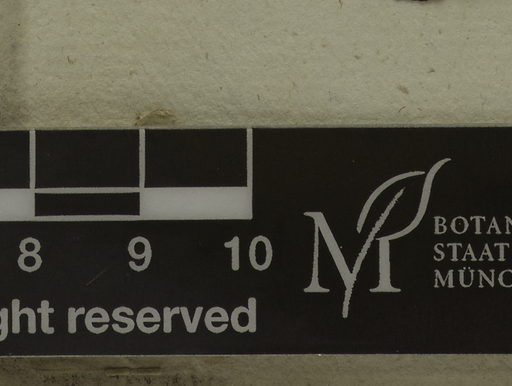 8 9 10
M
BOTAN
STAAT
MÜNC
ght reserved